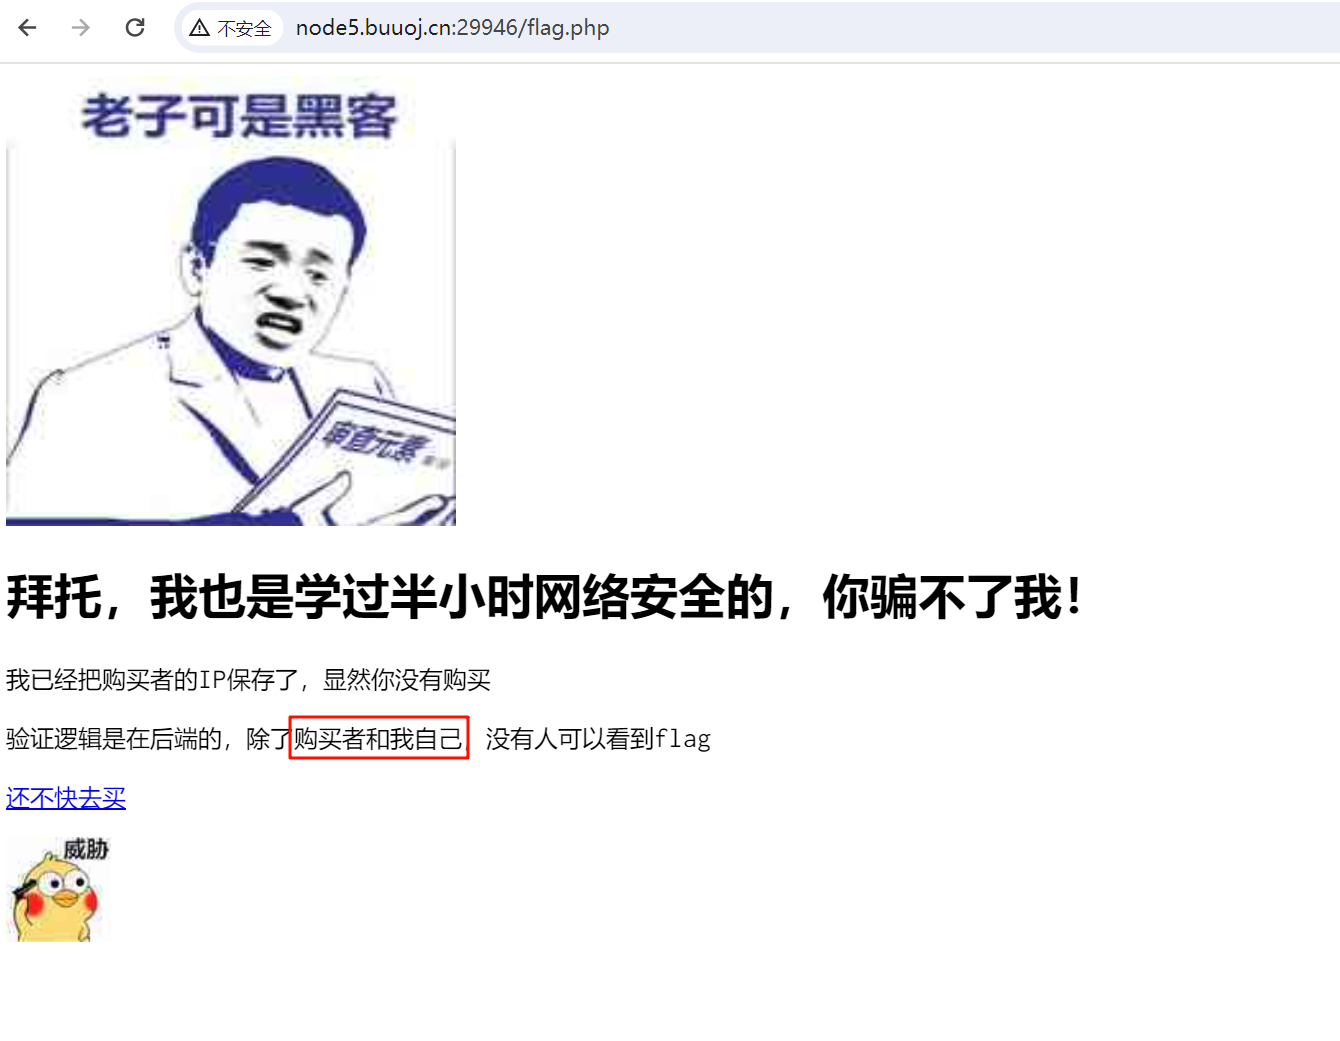 不安全 node5.buuoj.cn:29946/flag.php
老子可是黑客
审查元素
拜托，我也是学过半小时网络安全的，你骗不了我！
我已经把购买者的IP保存了，显然你没有购买
验证逻辑是在后端的，除了购买者和我自己，没有人可以看到flag
还不快去买
威胁